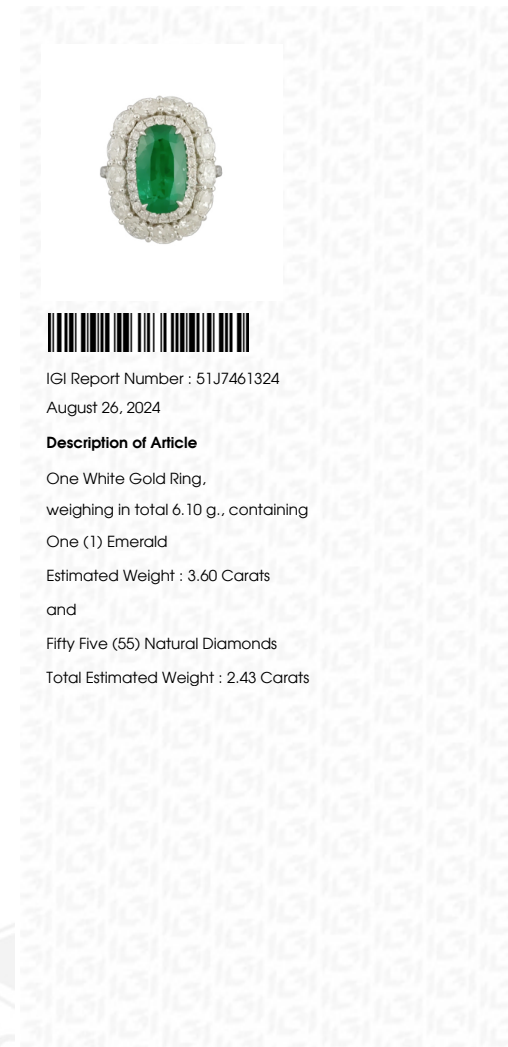 IGI Report Number : 51J7461324
August 26, 2024
Description of Article
One White Gold Ring,
weighing in total 6.10 g., containing
One (1) Emerald
Estimated Weight : 3.60 Carats
and
Fifty Five (55) Natural Diamonds
Total Estimated Weight : 2.43 Carats